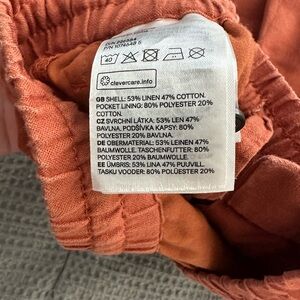 40
clevercare.info
GB SHELL: 53% LINEN 47% COTTON.
POCKET LINING: 80% POLYESTER 20%
COTTON.
CZ SVRCHNÍ LÁTKA: 53% LEN 47%
BAVLNA. PODŠÍVKA KAPSY: 80%
POLYESTER 20% BAVLNA.
DE OBERMATERIAL: 53% LEINEN 47%
BAUMWOLLE. TASCHENFUTTER: 80%
POLYESTER 20% BAUMWOLLE.
EE ÜMBRIS: 53% LINA 47% PUUVILL.
TASKU VOODER: 80% POLÜESTER 20%